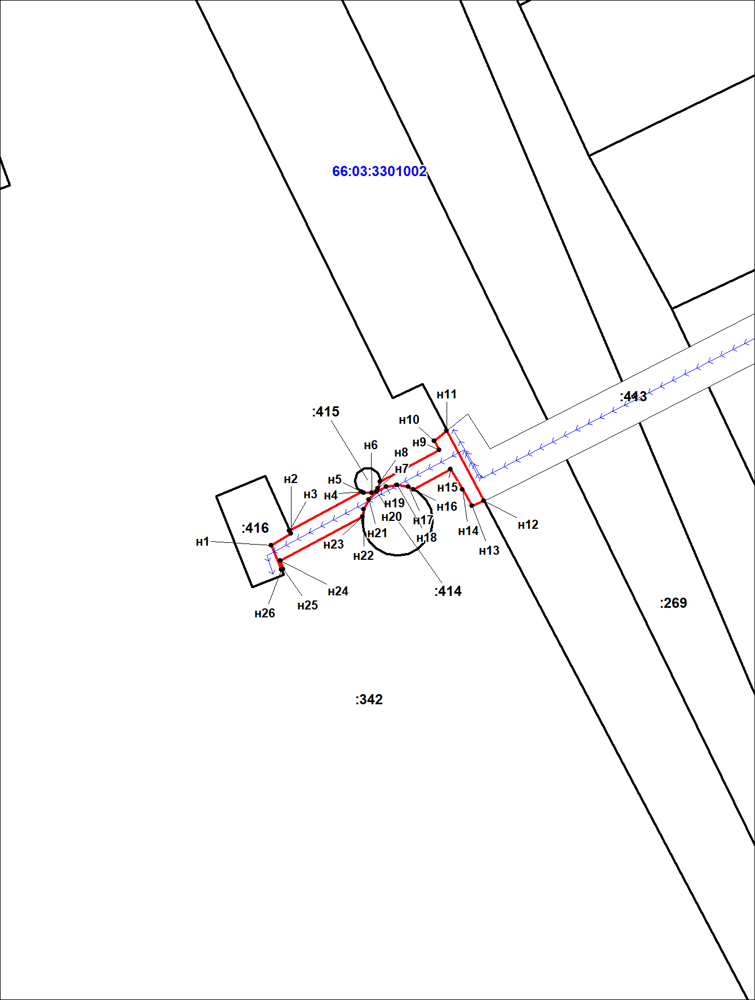 66:03:3301002
н11
:413
:415
н10
н9
н6
н8
н7
н5
н2
н4
н3
н15
н19
н16
н20
н17
:416
н12
н14
н21
н18
н1
н23
н13
н22
н24
:414
н25
:269
н26
:342